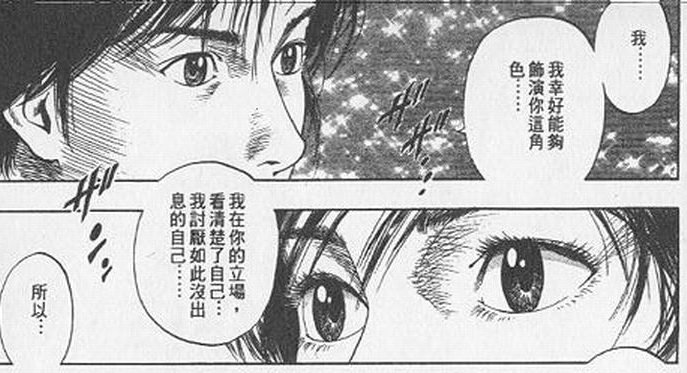 我……
我幸好能夠
飾演你這角
色……
我在你的立場，
看清楚了自己…
我討厭如此沒出
息的自己……
所以…